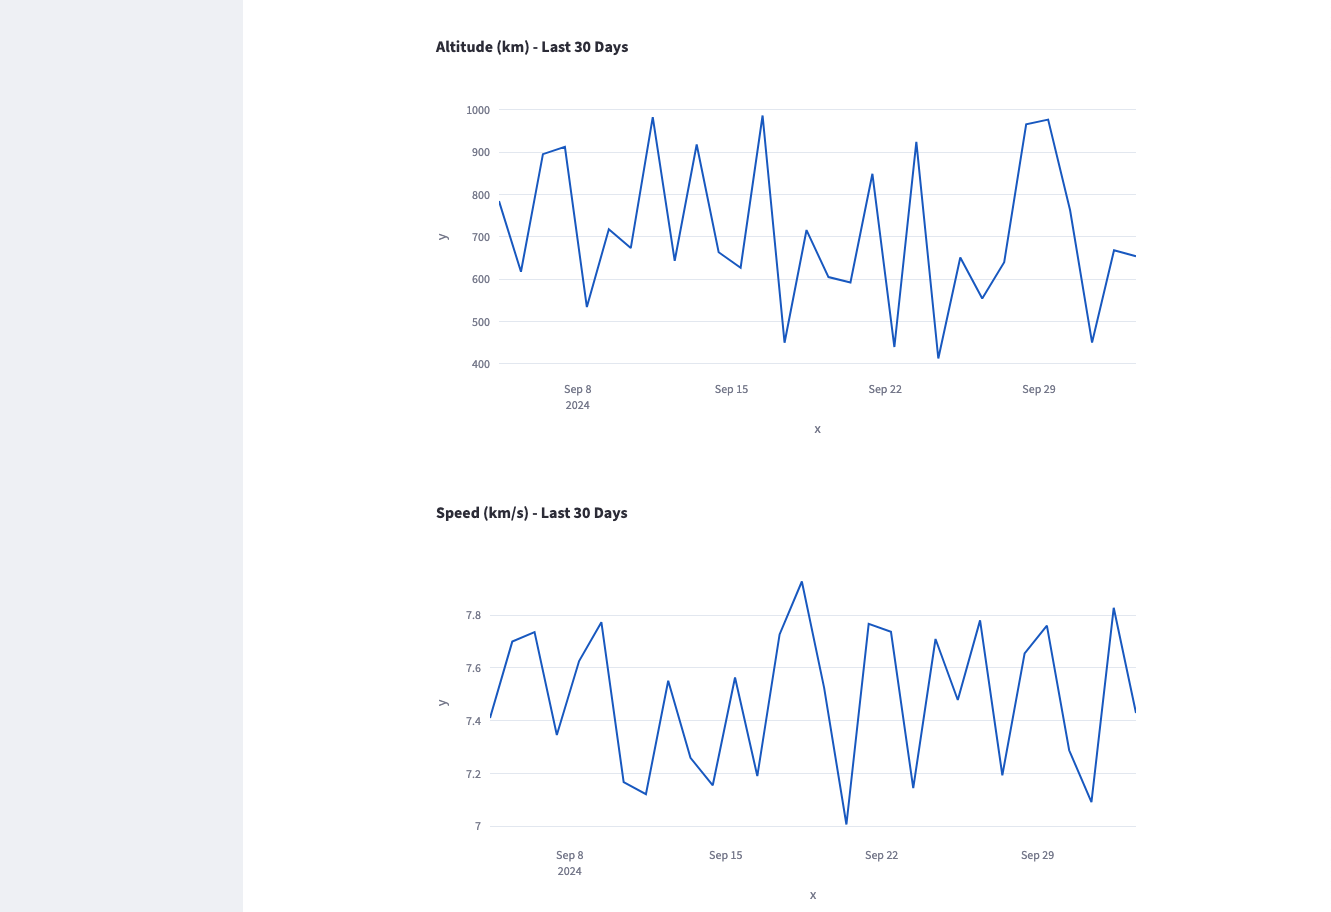 Altitude (km) - Last 30 Days
1000
900
800
700
600
500
400
y
Sep 8 Sep 15 Sep 22 Sep 29
2024
x
Speed (km/s) - Last 30 Days
7.8
7.6
7.4
7.2
7
y
Sep 8 Sep 15 Sep 22 Sep 29
2024
x